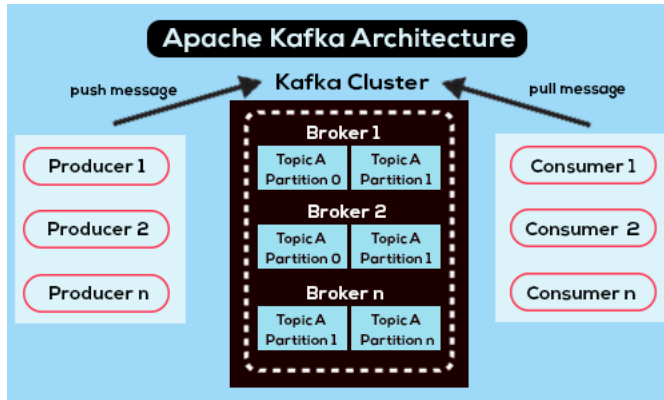 Apache Kafka Architecture
push message
Kafka Cluster
pull message
Producer 1
Producer 2
Producer n
Broker 1
Topic A
Partition 0
Topic A
Partition 1
Broker 2
Topic A
Partition 0
Topic A
Partition 1
Broker n
Topic A
Partition 1
Topic A
Partition n
Consumer 1
Consumer 2
Consumer n